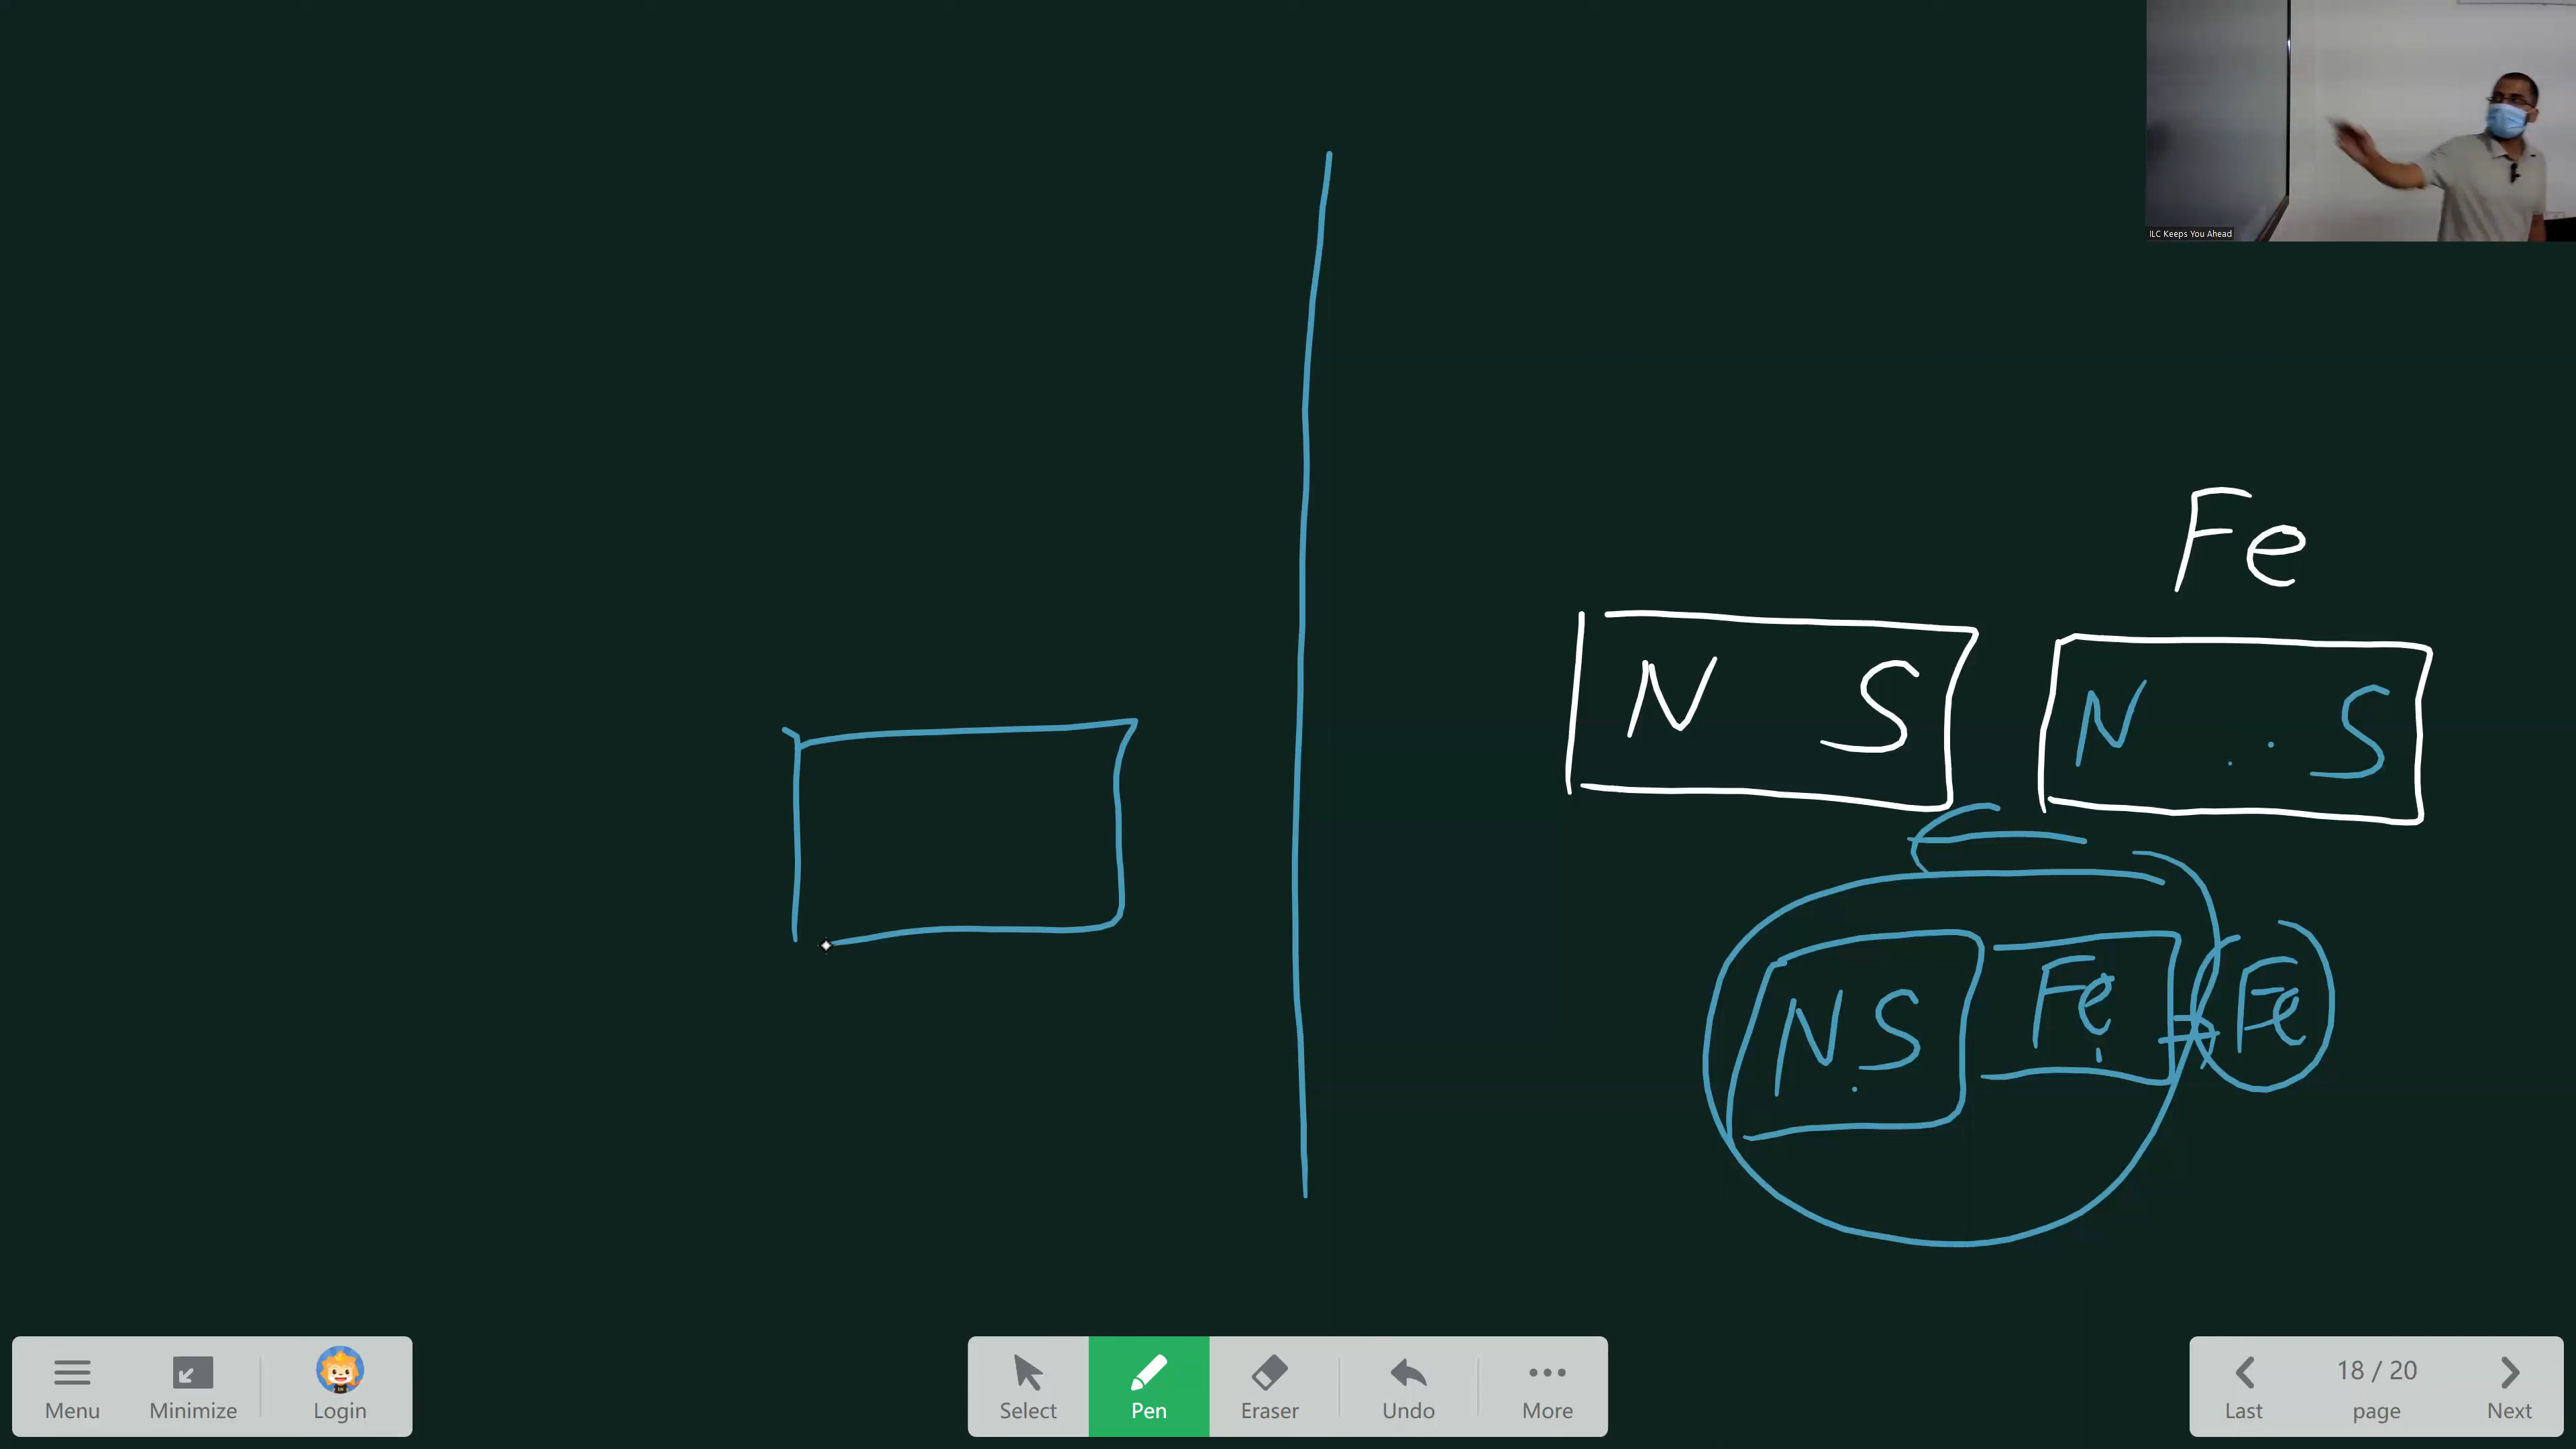 ILC Keeps You Ahead
Fe
N S N S
N S Fe Fe
Menu Minimize Login Select Pen Eraser Undo More Last 18 / 20 page Next